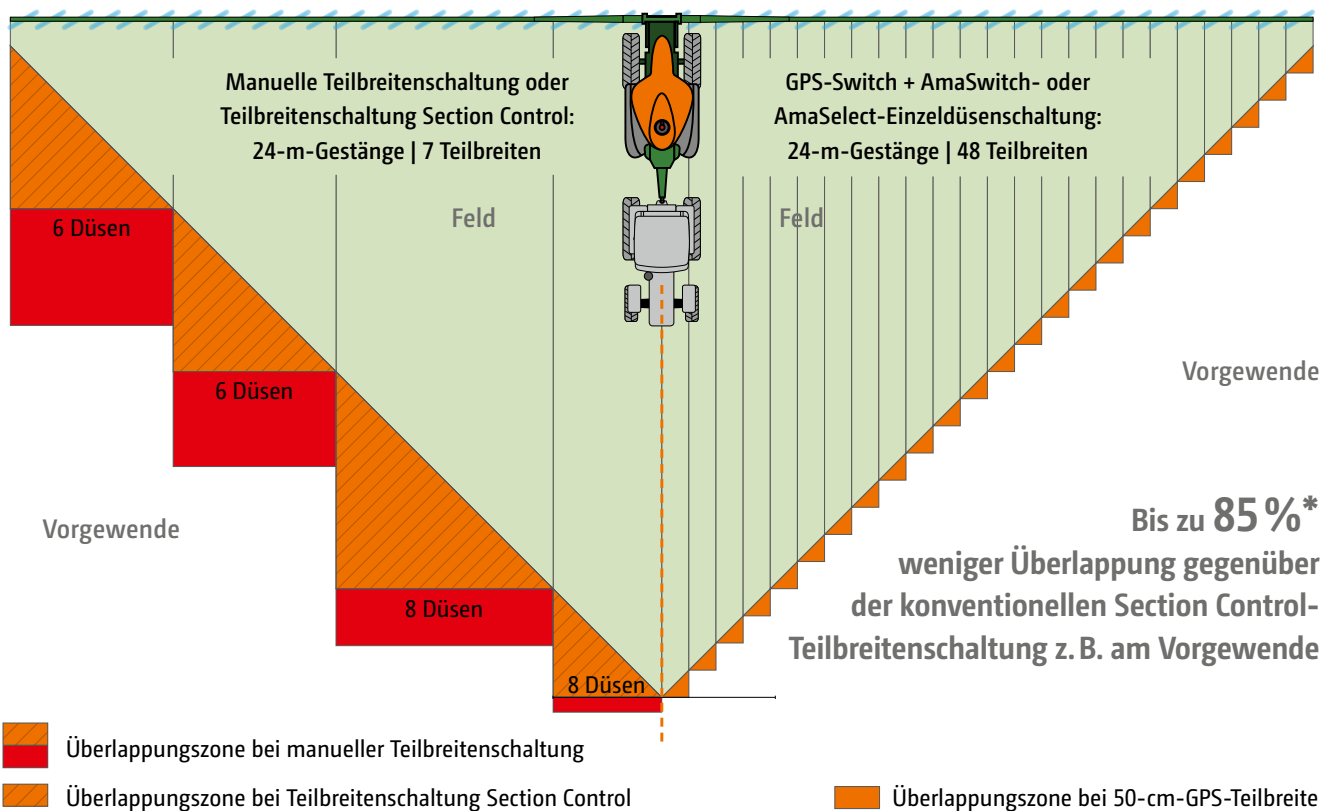 Manuelle Teilbreitenschaltung oder
Teilbreitenschaltung Section Control:
24-m-Gestänge | 7 Teilbreiten
GPS-Switch + AmaSwitch- oder
AmaSelect-Einzeldüsenschaltung:
24-m-Gestänge | 48 Teilbreiten
Feld
Feld
6 Düsen
6 Düsen
8 Düsen
8 Düsen
Vorgewende
Vorgewende
Bis zu 85 %*
weniger Überlappung gegenüber
der konventionellen Section Control-
Teilbreitenschaltung z. B. am Vorgewende
Überlappungszone bei manueller Teilbreitenschaltung
Überlappungszone bei Teilbreitenschaltung Section Control
Überlappungszone bei 50-cm-GPS-Teilbreite